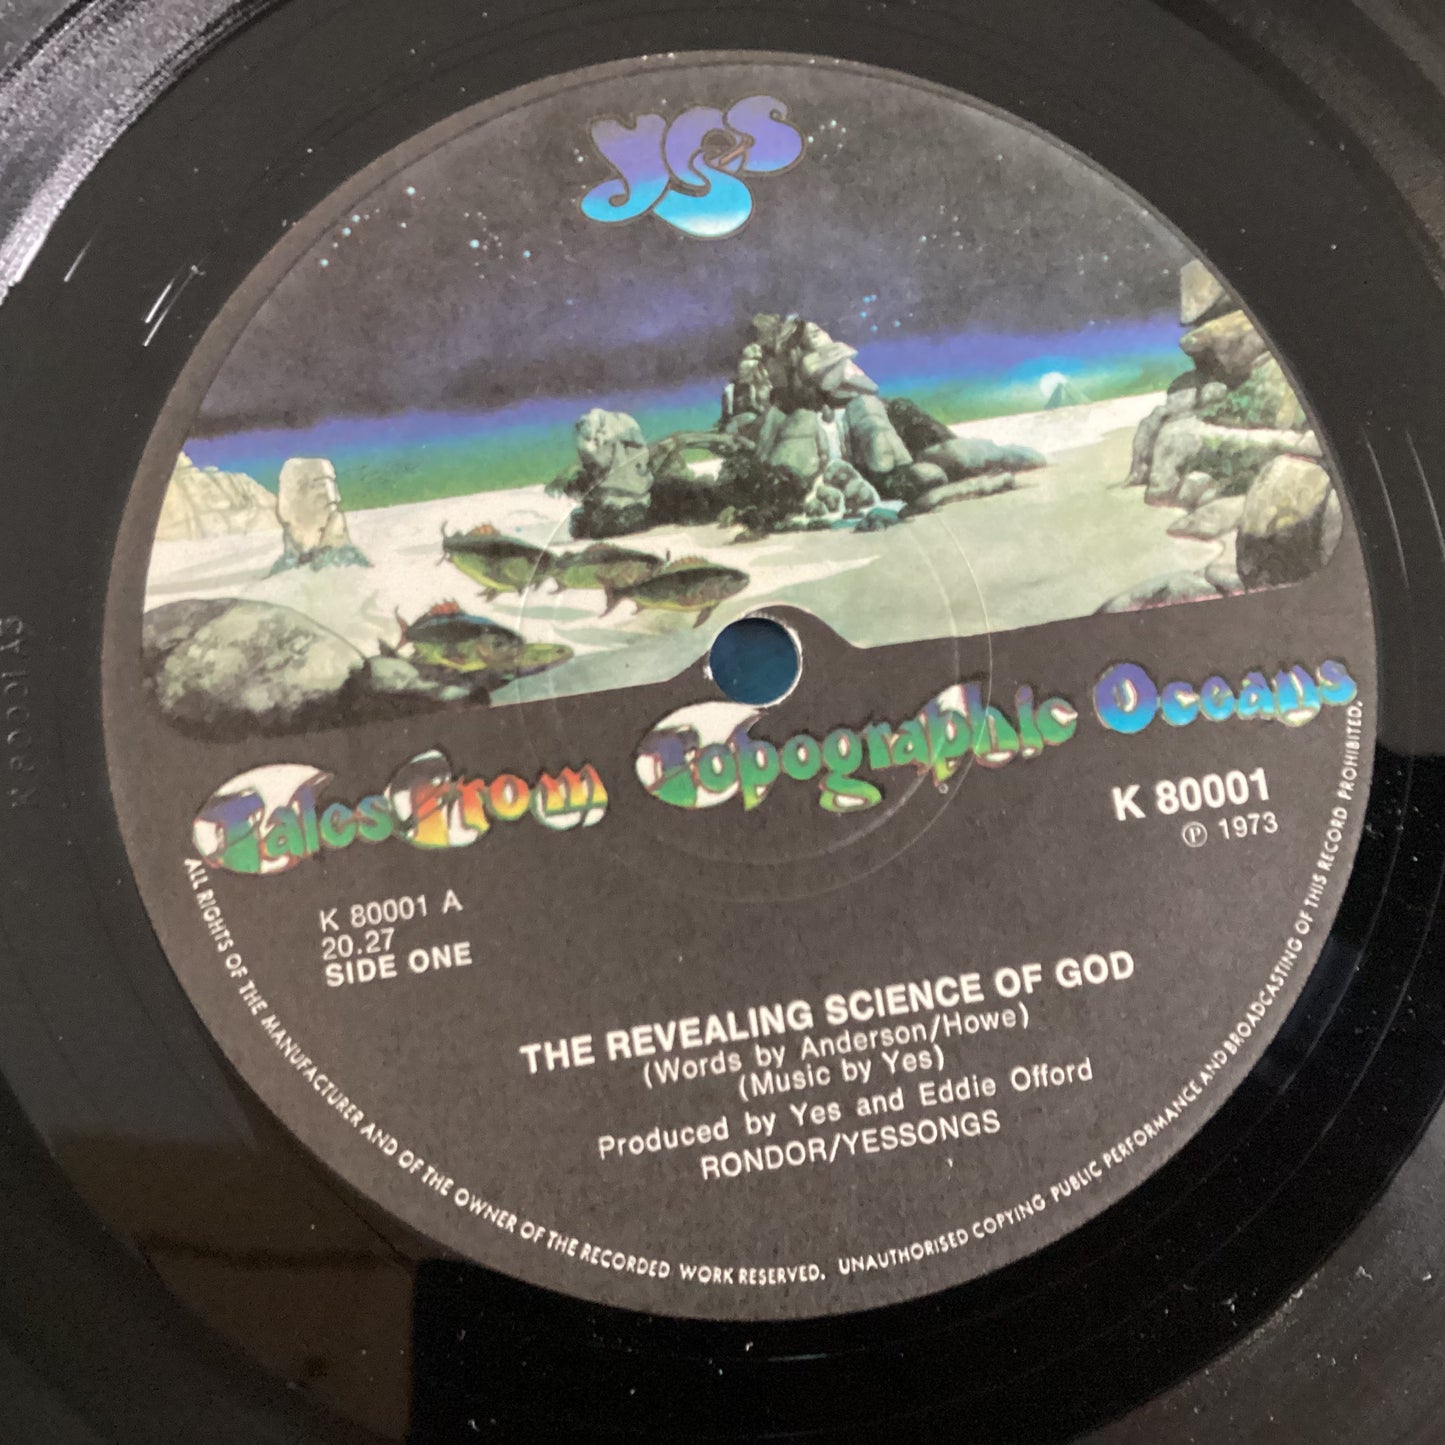 Yes
Tales From Topographic Oceans
K 80001
℗ 1973
K 80001 A
20.27
SIDE ONE
THE REVEALING SCIENCE OF GOD
(Words by Anderson/Howe)
(Music by Yes)
Produced by Yes and Eddie Offord
RONDOR/YESSONGS
ALL RIGHTS OF THE MANUFACTURER AND OF THE OWNER OF THE RECORDED WORK RESERVED. UNAUTHORISED COPYING PUBLIC PERFORMANCE AND BROADCASTING OF THIS RECORD PROHIBITED.